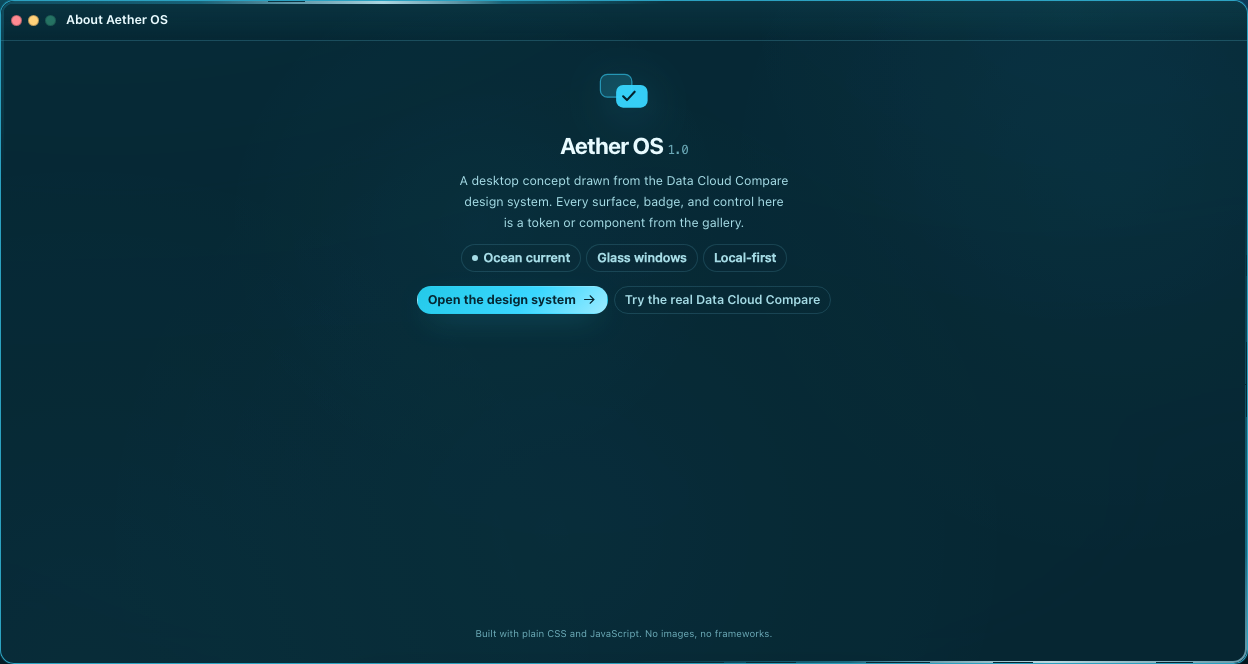 About Aether OS
Aether OS 1.0
A desktop concept drawn from the Data Cloud Compare
design system. Every surface, badge, and control here
is a token or component from the gallery.
Ocean current Glass windows Local-first
Open the design system → Try the real Data Cloud Compare
Built with plain CSS and JavaScript. No images, no frameworks.